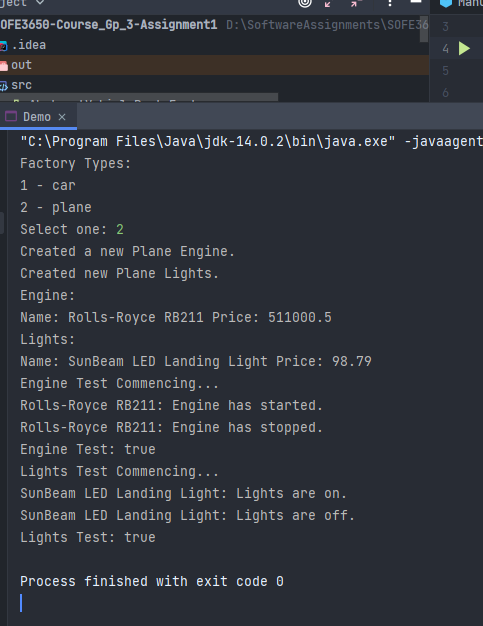 ject
OFE3650-Course_Gp_3-Assignment1 D:\SoftwareAssignments\SOFE36
.idea
out
src
3
4
5
6
Demo
"C:\Program Files\Java\jdk-14.0.2\bin\java.exe" -javaagent
Factory Types:
1 - car
2 - plane
Select one: 2
Created a new Plane Engine.
Created new Plane Lights.
Engine:
Name: Rolls-Royce RB211 Price: 511000.5
Lights:
Name: SunBeam LED Landing Light Price: 98.79
Engine Test Commencing...
Rolls-Royce RB211: Engine has started.
Rolls-Royce RB211: Engine has stopped.
Engine Test: true
Lights Test Commencing...
SunBeam LED Landing Light: Lights are on.
SunBeam LED Landing Light: Lights are off.
Lights Test: true
Process finished with exit code 0